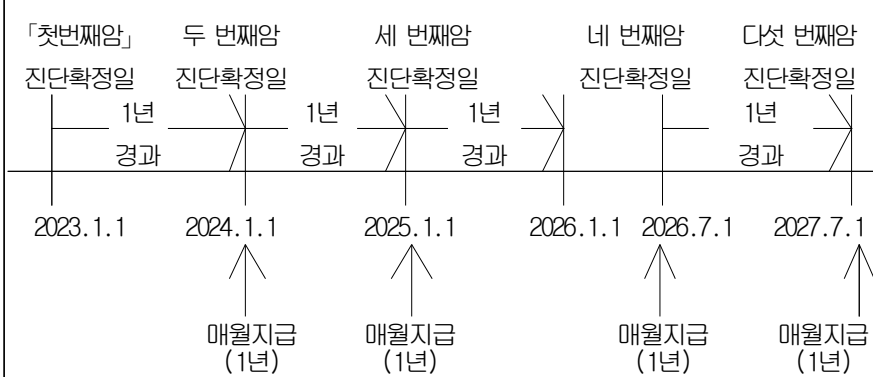 「첫번째암」 두 번째암 세 번째암 네 번째암 다섯 번째암
진단확정일 진단확정일 진단확정일 진단확정일 진단확정일
1년 1년 1년 1년
경과 경과 경과 경과
2023.1.1 2024.1.1 2025.1.1 2026.1.1 2026.7.1 2027.7.1
매월지급 매월지급 매월지급 매월지급
(1년) (1년) (1년) (1년)